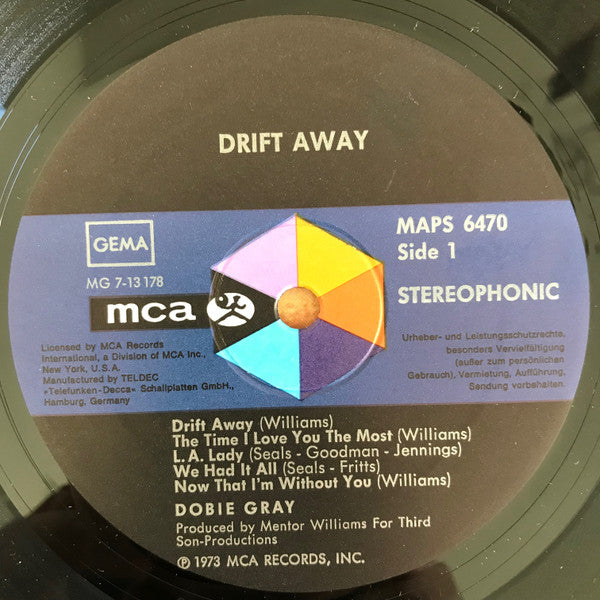 DRIFT AWAY
GEMA
MG 7-13 178
mca
MAPS 6470
Side 1
STEREOPHONIC
Licensed by MCA Records
International, a Division of MCA Inc.,
New York, U.S.A.
Manufactured by TELDEC
»Telefunken-Decca« Schallplatten GmbH.,
Hamburg, Germany
Urheber- und Leistungsschutzrechte,
besonders Vervielfältigung
(außer zum persönlichen
Gebrauch), Vermietung, Aufführung,
Sendung vorbehalten.
Drift Away (Williams)
The Time I Love You The Most (Williams)
L.A. Lady (Seals - Goodman - Jennings)
We Had It All (Seals - Fritts)
Now That I'm Without You (Williams)
DOBIE GRAY
Produced by Mentor Williams For Third
Son-Productions
℗ 1973 MCA RECORDS, INC.